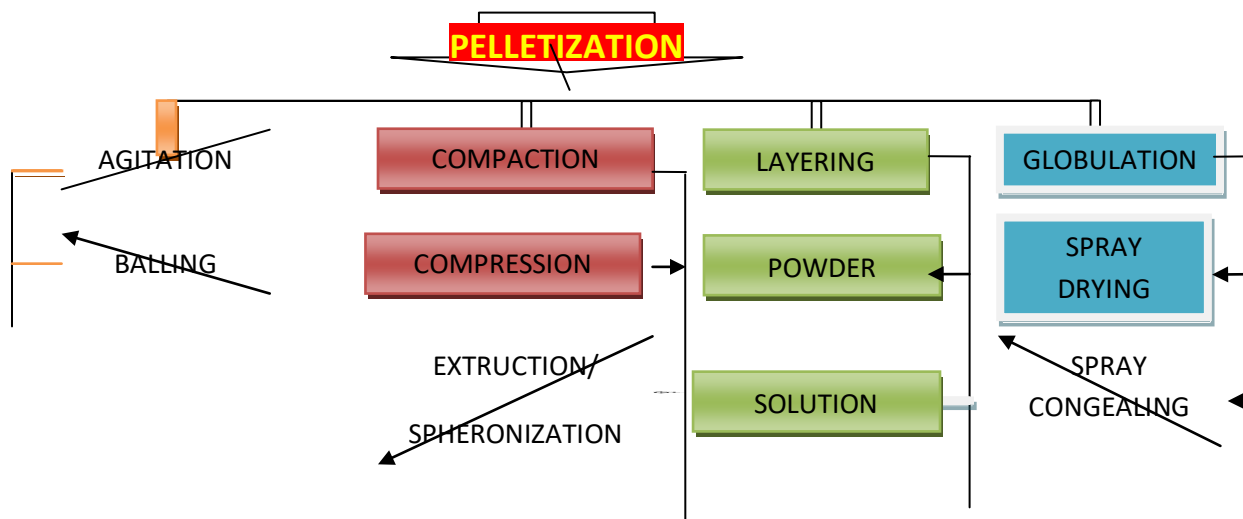 PELLETIZATION
AGITATION
COMPACTION
LAYERING
GLOBULATION
BALLING
COMPRESSION
POWDER
SPRAY
DRYING
EXTRUCTION/
SPHERONIZATION
SOLUTION
SPRAY
CONGEALING